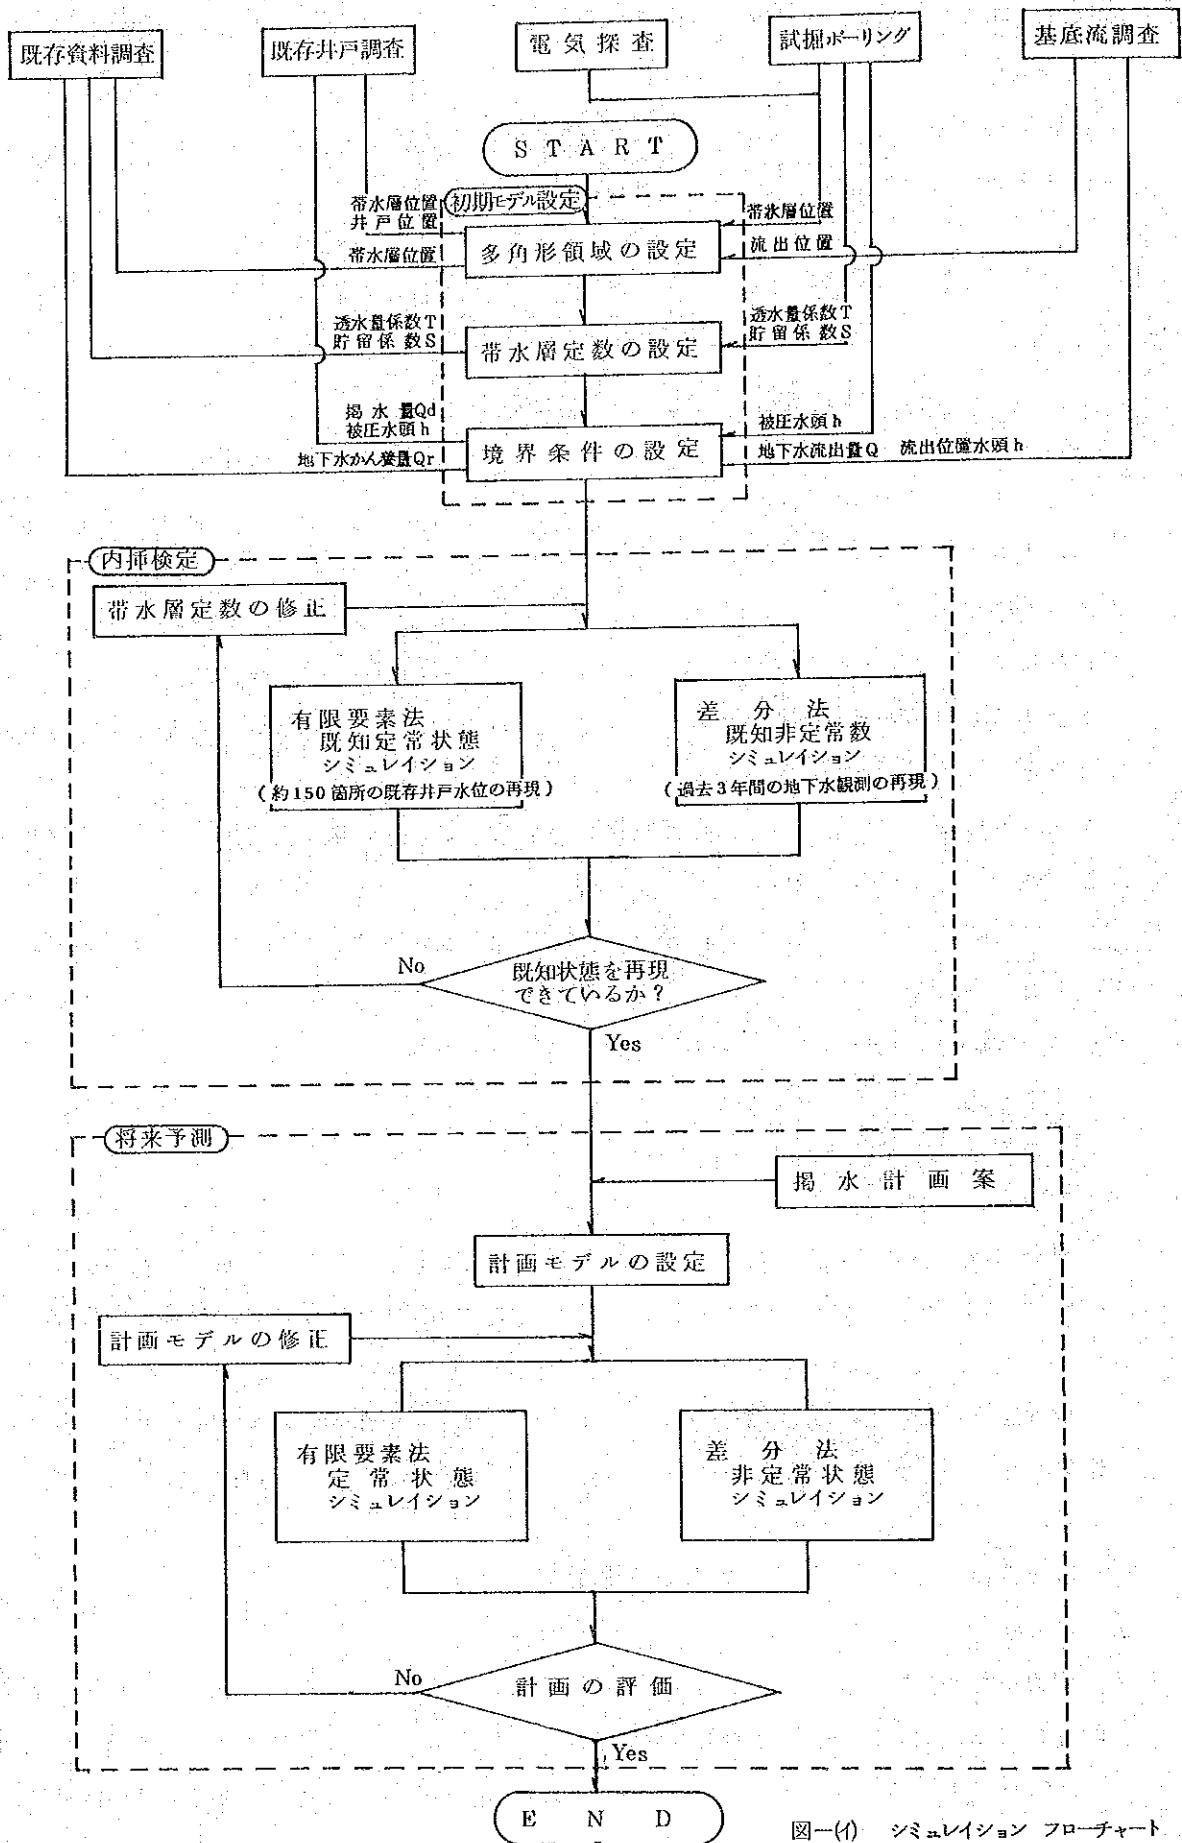 既存資料調査
既存井戸調査
電気探査
試掘ボーリング
基底流調査
START
初期モデル設定
帯水層位置
井戸位置
帯水層位置
帯水層位置
流出位置
多角形領域の設定
透水量係数T
貯留係数S
透水量係数T
貯留係数S
帯水層定数の設定
揚水量Qd
被圧水頭h
地下水かん養量Qr
被圧水頭h
地下水流出量Q 流出位置水頭h
境界条件の設定
内挿検定
帯水層定数の修正
有限要素法
既知定常状態
シミュレイション
(約150箇所の既存井戸水位の再現)
差分法
既知非定常数
シミュレイション
(過去3年間の地下水観測の再現)
No
既知状態を再現
できているか?
Yes
将来予測
揚水計画案
計画モデルの設定
計画モデルの修正
有限要素法
定常状態
シミュレイション
差分法
非定常状態
シミュレイション
No
計画の評価
Yes
END
図-(イ) シミュレイション フローチャート